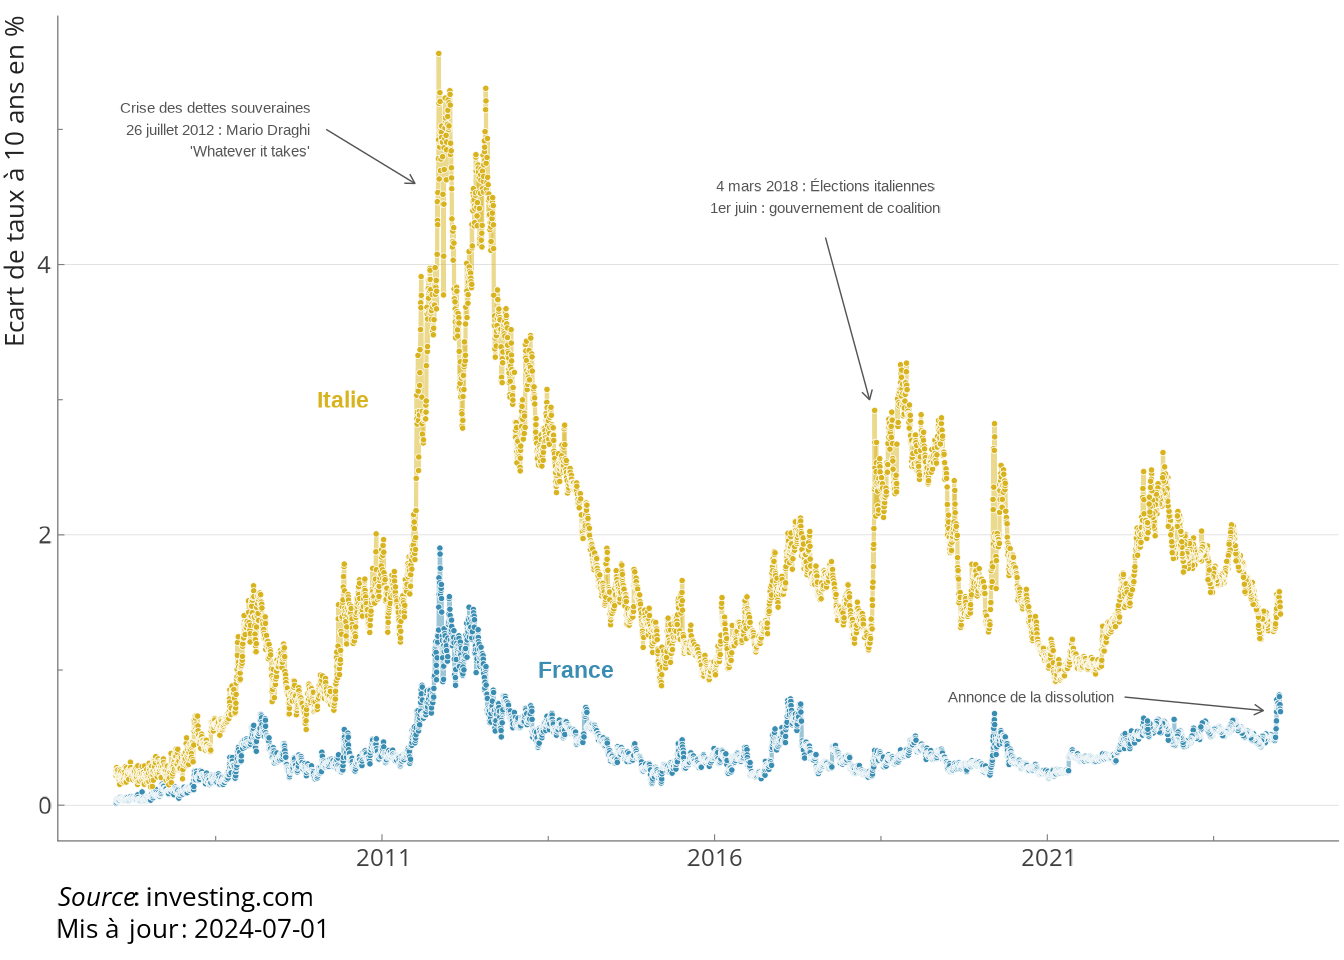 Ecart de taux à 10 ans en %
Crise des dettes souveraines
26 juillet 2012 : Mario Draghi
'Whatever it takes'
4 mars 2018 : Élections italiennes
1er juin : gouvernement de coalition
4
Italie
2
France
Annonce de la dissolution
0
2011
2016
2021
Source: investing.com
Mis à jour : 2024-07-01